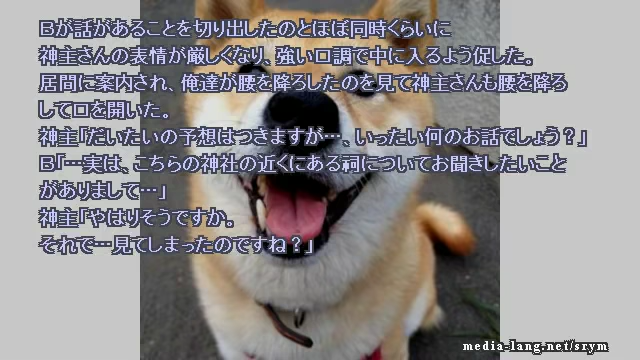 Bが話があることを切り出したのとほぼ同時くらいに
神主さんの表情が厳しくなり、強い口調で中に入るよう促した。
居間に案内され、俺達が腰を降ろしたのを見て神主さんも腰を降ろ
して口を開いた。
神主「だいたいの予想はつきますが…、いったい何のお話でしょう？」
B「…実は、こちらの神社の近くにある祠についてお聞きしたいこと
がありまして…」
神主「やはりそうですか。
それで…見てしまったのですね？」
media-lang.net/srym